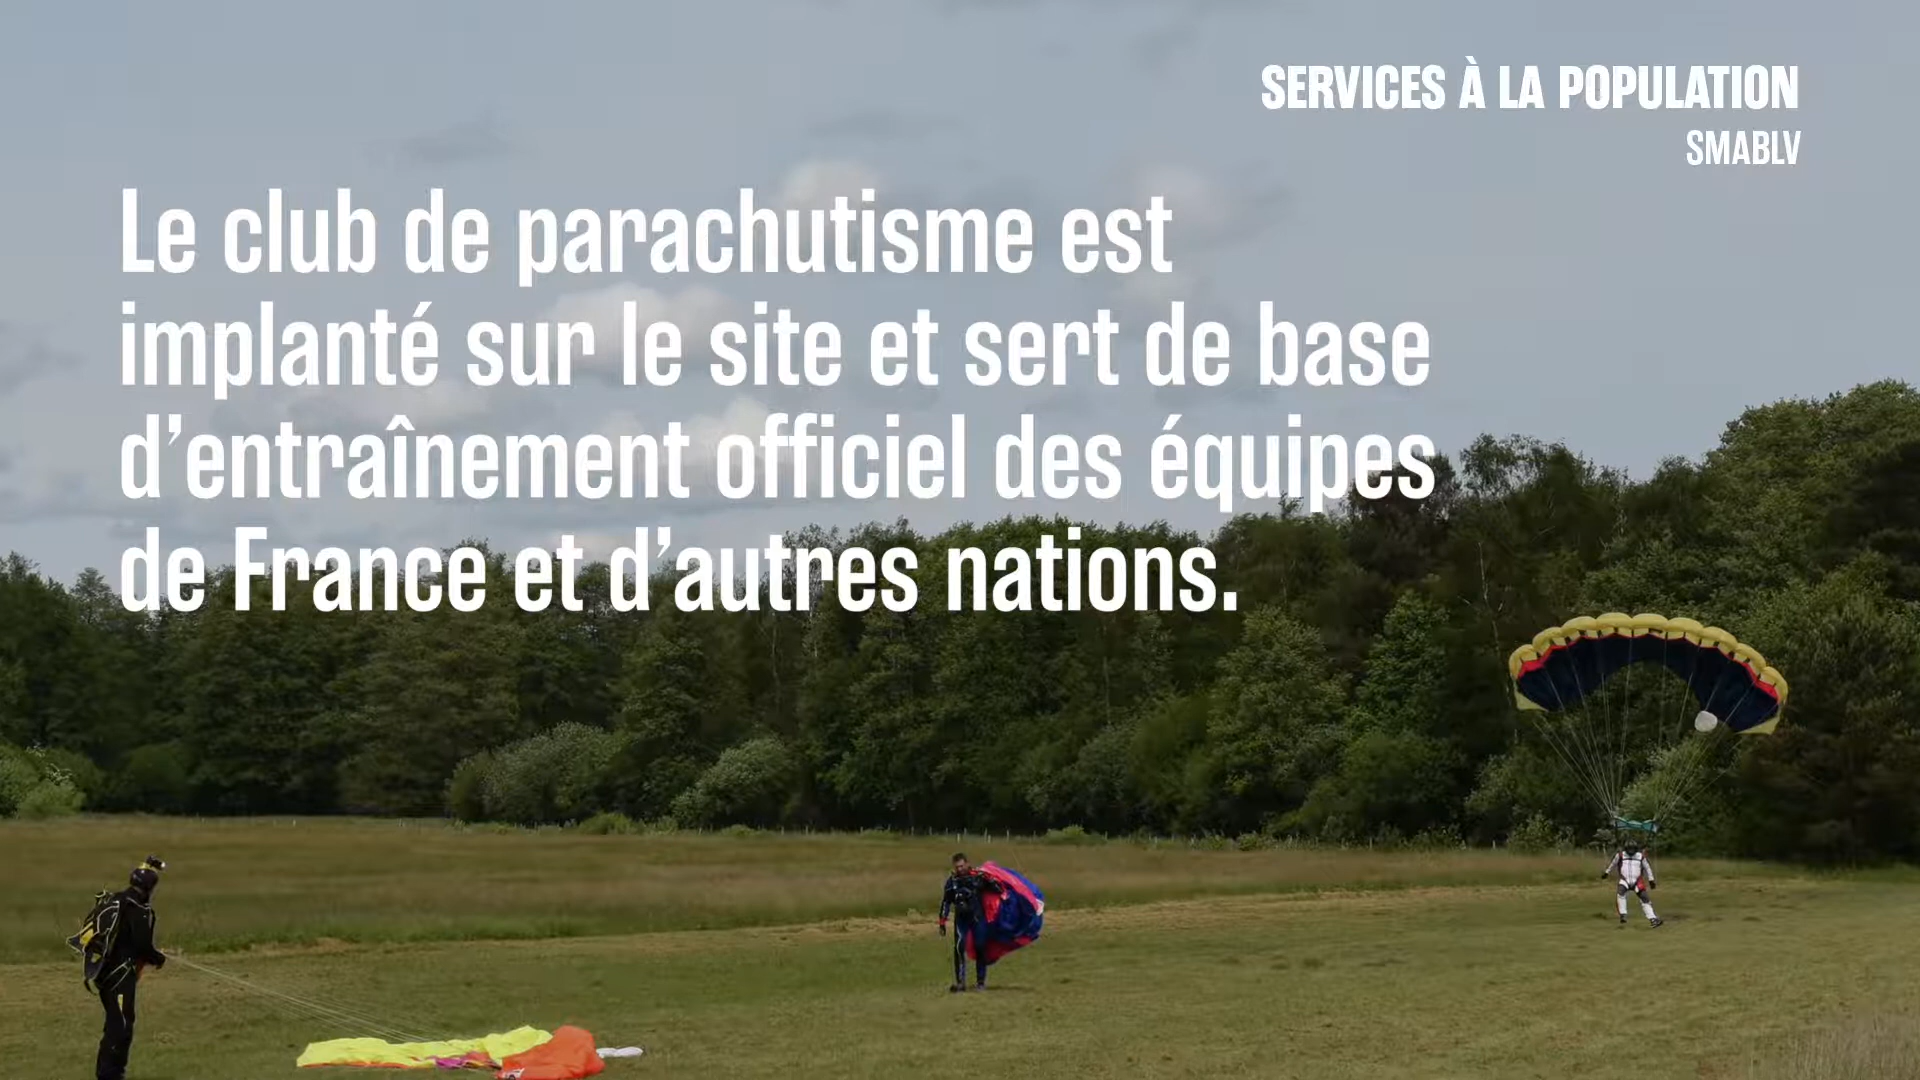 SERVICES À LA POPULATION
SMABLV
Le club de parachutisme est
implanté sur le site et sert de base
d’entraînement officiel des équipes
de France et d’autres nations.